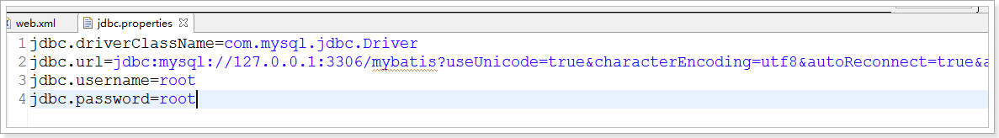 web.xml
jdbc.properties
1 jdbc.driverClassName=com.mysql.jdbc.Driver
2 jdbc.url=jdbc:mysql://127.0.0.1:3306/mybatis?useUnicode=true&characterEncoding=utf8&autoReconnect=true&a
3 jdbc.username=root
4 jdbc.password=root